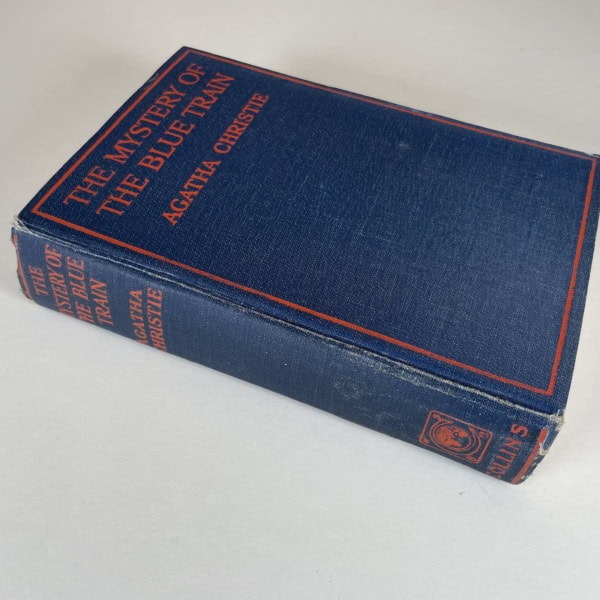 THE MYSTERY OF
THE BLUE TRAIN
AGATHA CHRISTIE
THE
MYSTERY OF
THE BLUE
TRAIN
AGATHA
CHRISTIE
COLLINS